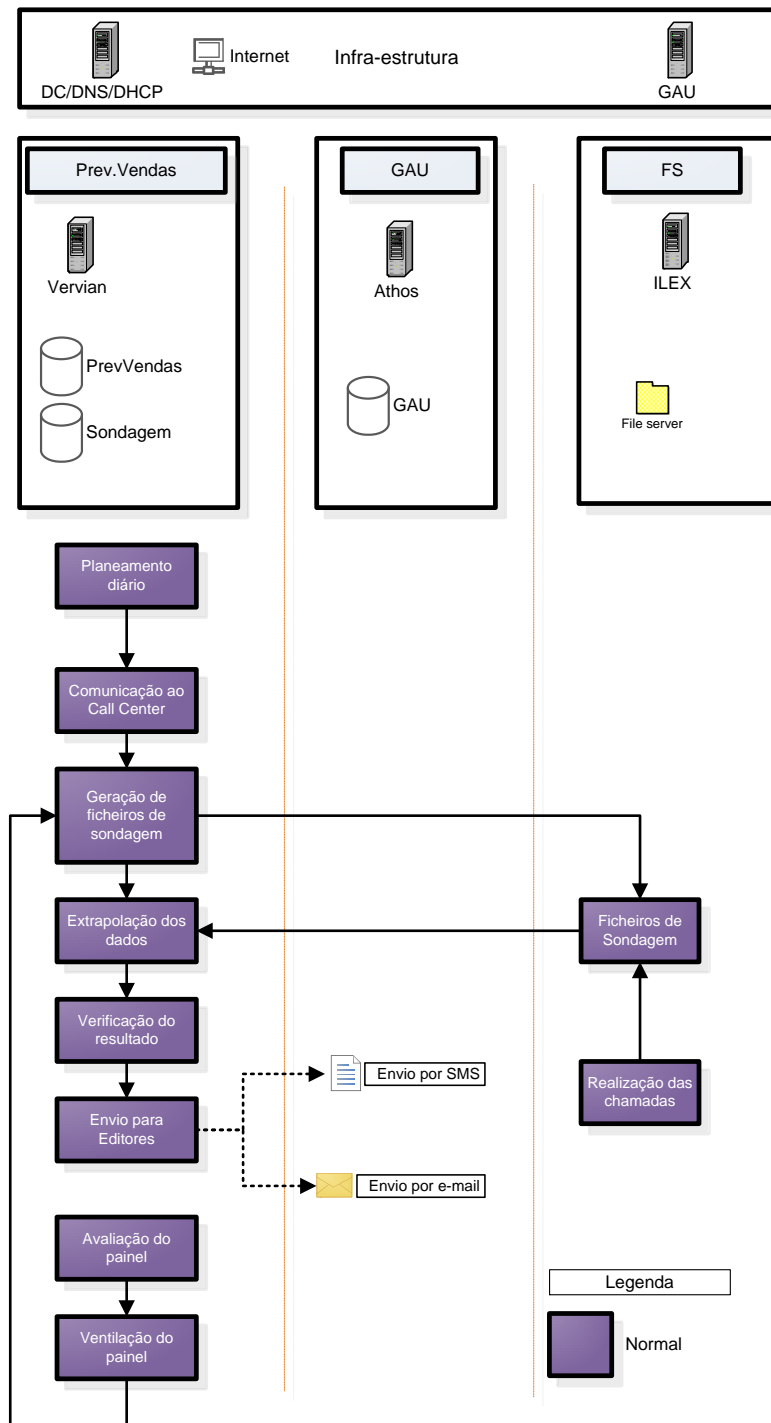 Internet
Infra-estrutura
DC/DNS/DHCP
GAU
Prev.Vendas
GAU
FS
Vervian
Athos
ILEX
PrevVendas
Sondagem
GAU
File server
Planeamento
diário
Comunicação ao
Call Center
Geração de
ficheiros de
sondagem
Extrapolação dos
dados
Ficheiros de
Sondagem
Verificação do
resultado
Envio por SMS
Realização das
chamadas
Envio para
Editores
Envio por e-mail
Avaliação do
painel
Legenda
Ventilação do
painel
Normal